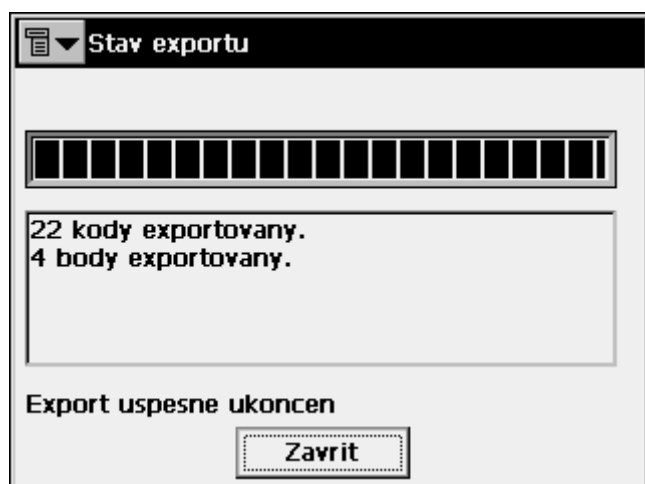 Stav exportu
22 kody exportovany.
4 body exportovany.
Export uspesne ukoncen
Zavrit